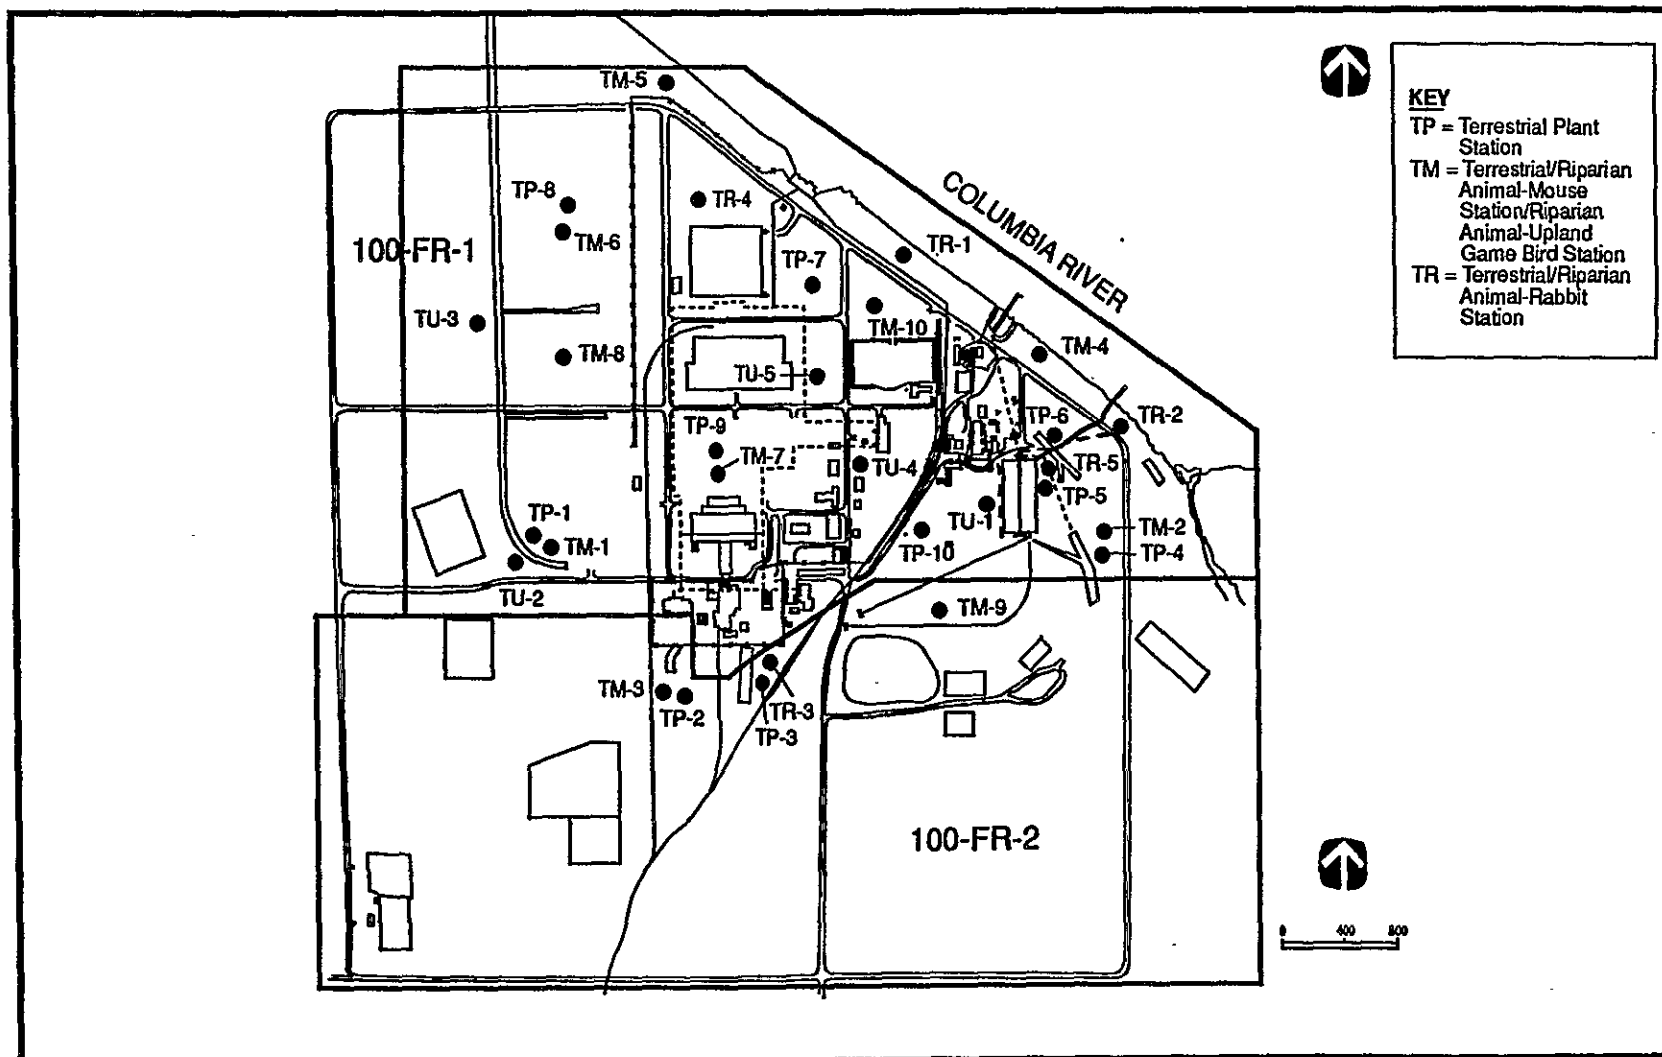 TM-5
KEY
TP = Terrestrial Plant
Station
TM = Terrestrial/Riparian
Animal-Mouse
Station/Riparian
Animal-Upland
Game Bird Station
TR = Terrestrial/Riparian
Animal-Rabbit
Station
COLUMBIA RIVER
TP-8
TR-4
100-FR-1
TM-6
TR-1
TP-7
TU-3
TM-10
TM-8
TM-4
TU-5
TP-6
TR-2
TP-9
TM-7
TU-4
TR-5
TP-5
TP-1
TU-1
TM-2
TM-1
TP-10
TP-4
TU-2
TM-9
TM-3
TP-2
TR-3
TP-3
100-FR-2
0 400 800